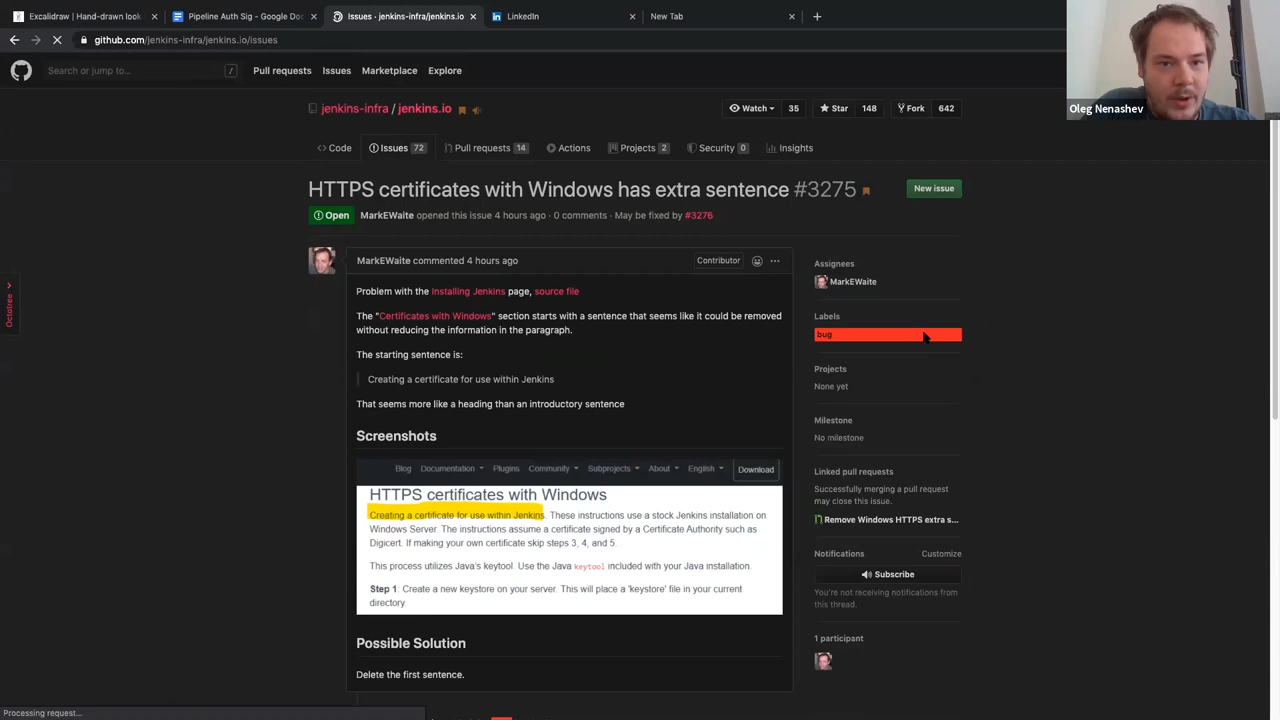 Excalidraw | Hand-drawn look
Pipeline Auth Sig - Google Doc
Issues · jenkins-infra/jenkins.io
LinkedIn
New Tab
github.com/jenkins-infra/jenkins.io/issues
Search or jump to...
/
Pull requests
Issues
Marketplace
Explore
Oleg Nenashev
jenkins-infra / jenkins.io
Watch
35
Star
148
Fork
642
Code
Issues 72
Pull requests 14
Actions
Projects 2
Security 0
Insights
HTTPS certificates with Windows has extra sentence #3275
New issue
Open
MarkEWaite opened this issue 4 hours ago · 0 comments · May be fixed by #3276
Octotree
MarkEWaite commented 4 hours ago
Contributor
Problem with the Installing Jenkins page, source file
The "Certificates with Windows" section starts with a sentence that seems like it could be removed
without reducing the information in the paragraph.
The starting sentence is:
Creating a certificate for use within Jenkins
That seems more like a heading than an introductory sentence
Screenshots
Blog
Documentation
Plugins
Community
Subprojects
About
English
Download
HTTPS certificates with Windows
Creating a certificate for use within Jenkins. These instructions use a stock Jenkins installation on
Windows Server. The instructions assume a certificate signed by a Certificate Authority such as
Digicert. If making your own certificate skip steps 3, 4, and 5.
This process utilizes Java's keytool. Use the Java keytool included with your Java installation.
Step 1: Create a new keystore on your server. This will place a 'keystore' file in your current
directory.
Possible Solution
Delete the first sentence.
Assignees
MarkEWaite
Labels
bug
Projects
None yet
Milestone
No milestone
Linked pull requests
Successfully merging a pull request
may close this issue.
Remove Windows HTTPS extra s...
Notifications
Customize
Subscribe
You're not receiving notifications from
this thread.
1 participant
Processing request...